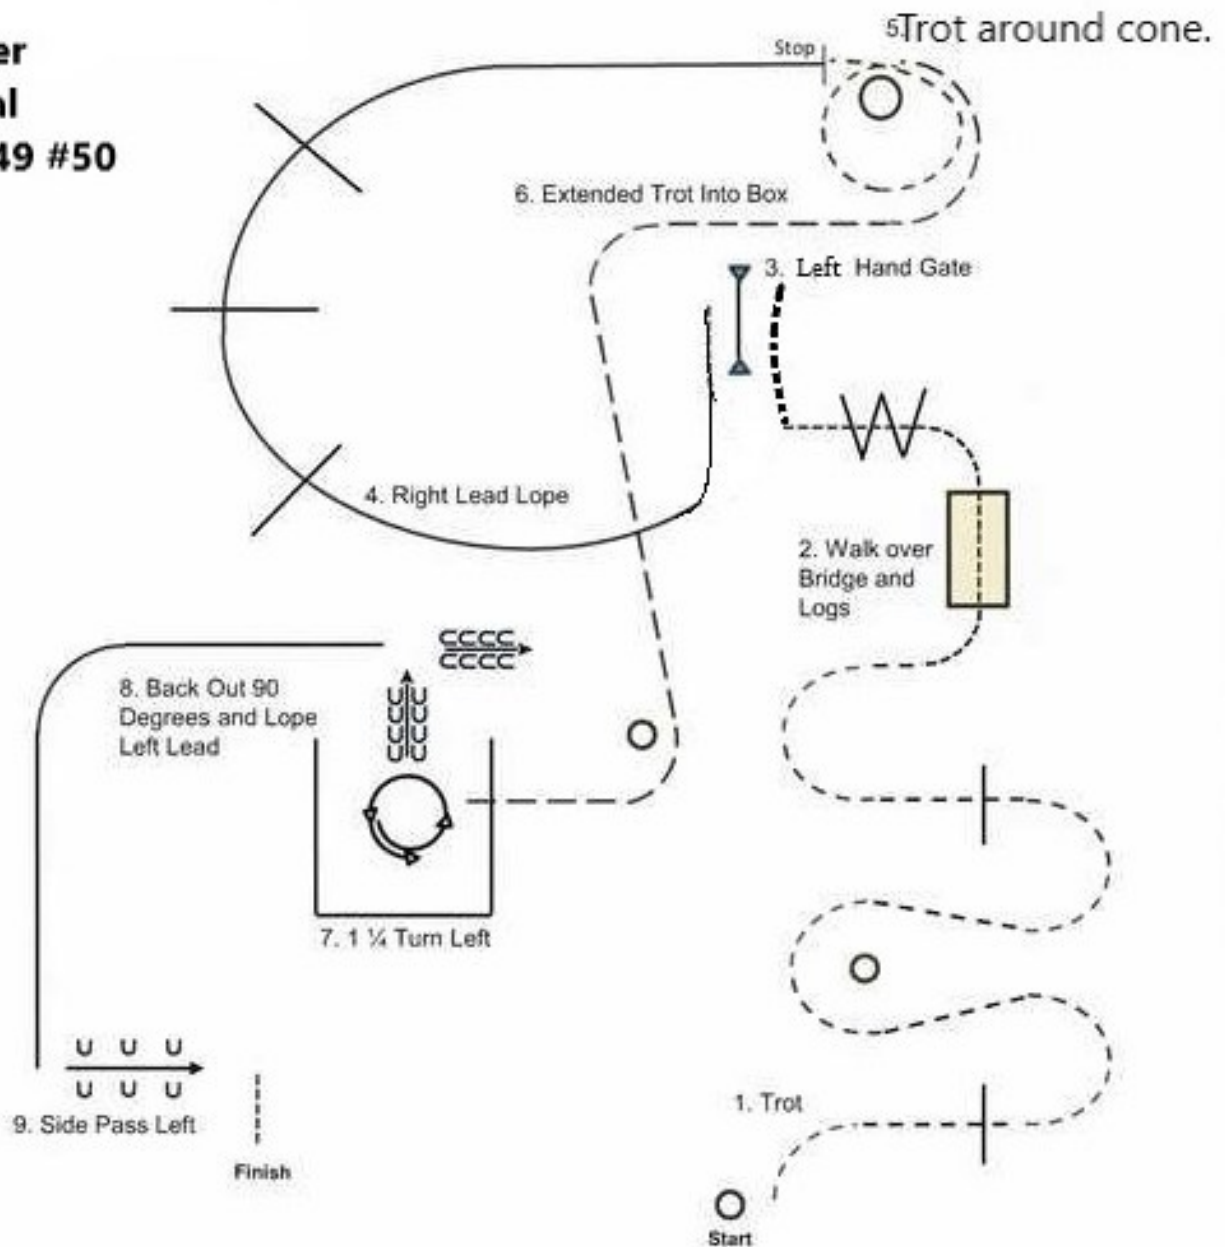 er
al
49 #50
5.Trot around cone.
Stop
6. Extended Trot Into Box
3. Left Hand Gate
4. Right Lead Lope
2. Walk over
Bridge and
Logs
8. Back Out 90
Degrees and Lope
Left Lead
7. 1 ¼ Turn Left
1. Trot
9. Side Pass Left
Finish
Start